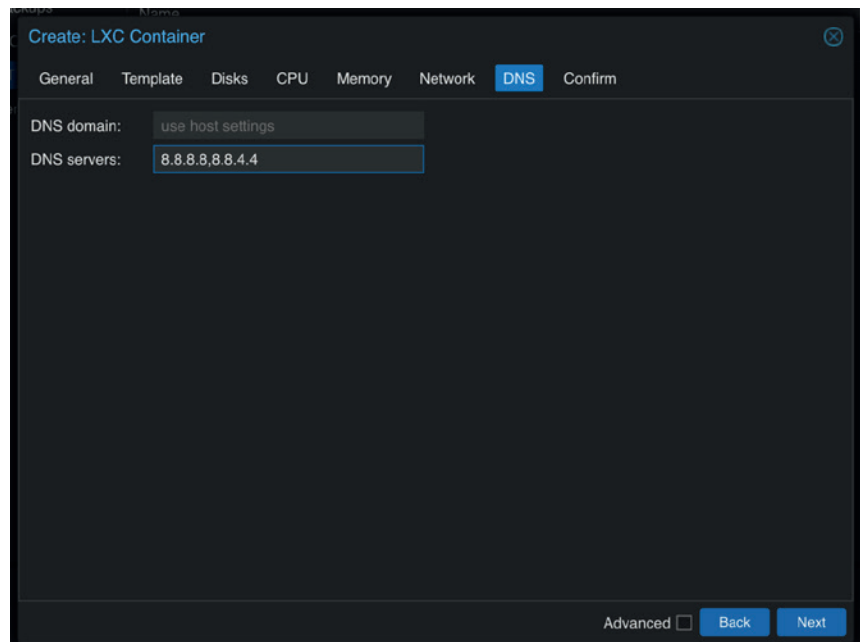 Name
Create: LXC Container
General Template Disks CPU Memory Network DNS Confirm
DNS domain: use host settings
DNS servers: 8.8.8.8,8.8.4.4
Advanced Back Next